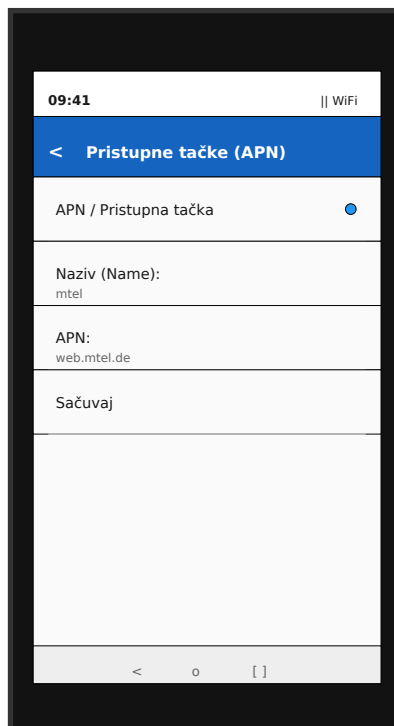 09:41 || WiFi
< Pristupne tačke (APN)
APN / Pristupna tačka
Naziv (Name):
mtel
APN:
web.mtel.de
Sačuvaj
< o [ ]